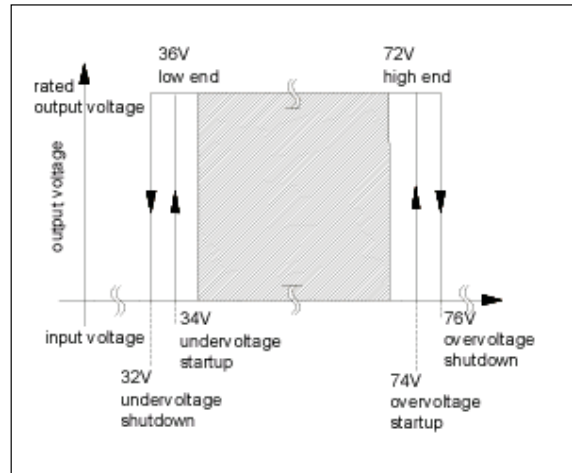 36V
low end
72V
high end
rated
output voltage
output voltage
input voltage
34V
undervoltage
startup
32V
undervoltage
shutdown
76V
overvoltage
shutdown
74V
overvoltage
startup